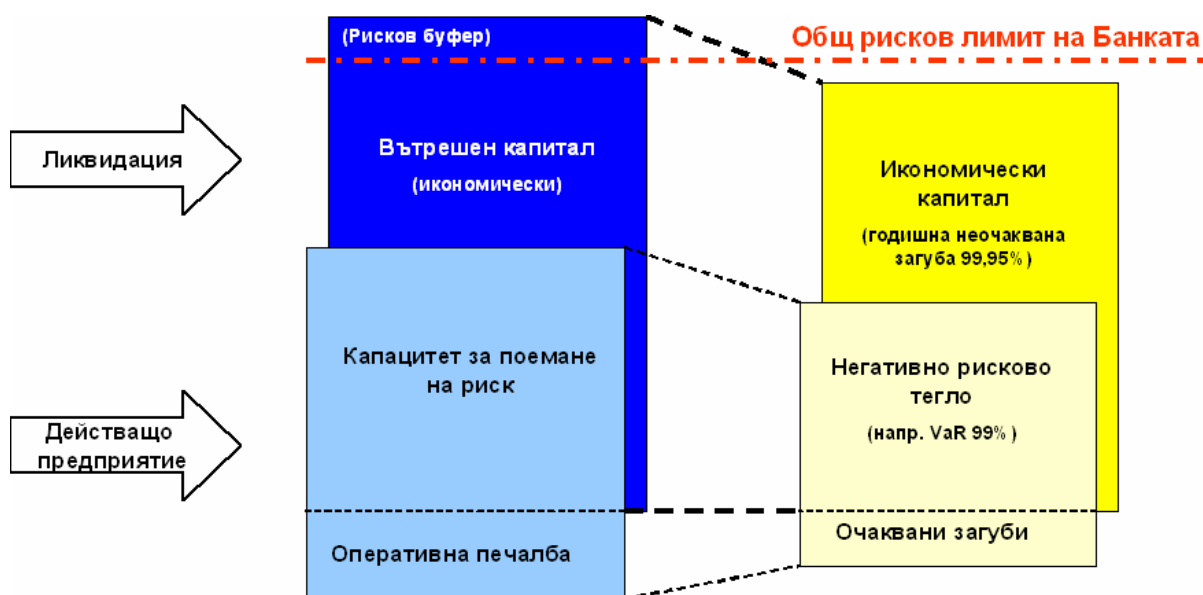 (Рисков буфер)
Общ рисков лимит на Банката
Ликвидация
Вътрешен капитал
(икономически)
Икономически
капитал
(годишна неочаквана
загуба 99,95%)
Капацитет за поемане
на риск
Негативно рисково
тегло
(напр. VaR 99%)
Действащо
предприятие
Оперативна печалба
Очаквани загуби